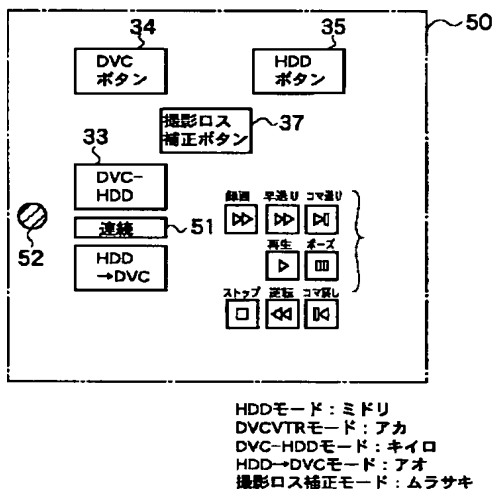 50
34
35
DVC
ボタン
HDD
ボタン
撮影ロス
補正ボタン
37
33
DVC-
HDD
連続
51
52
HDD
→DVC
録画 早送り コマ送り
再生 ポーズ
ストップ 逆転 コマ戻し
HDDモード：ミドリ
DVCVTRモード：アカ
DVC-HDDモード：キイロ
HDD→DVCモード：アオ
撮影ロス補正モード：ムラサキ